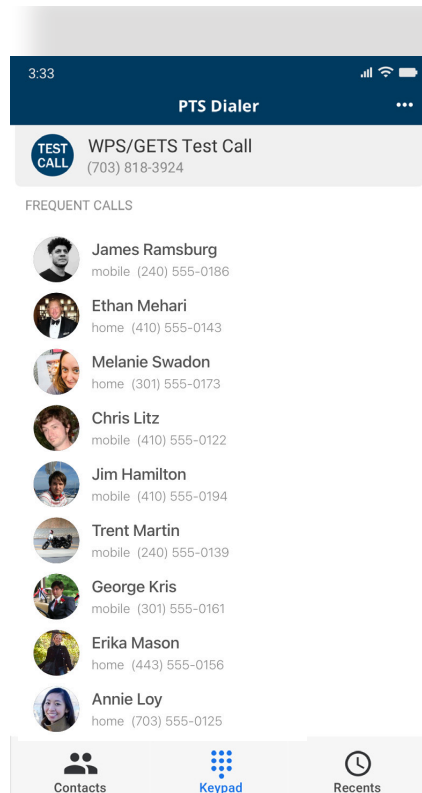 3:33
PTS Dialer
TEST
CALL
WPS/GETS Test Call
(703) 818-3924
FREQUENT CALLS
James Ramsburg
mobile (240) 555-0186
Ethan Mehari
home (410) 555-0143
Melanie Swadon
home (301) 555-0173
Chris Litz
mobile (410) 555-0122
Jim Hamilton
mobile (410) 555-0194
Trent Martin
mobile (240) 555-0139
George Kris
mobile (301) 555-0161
Erika Mason
home (443) 555-0156
Annie Loy
home (703) 555-0125
Contacts Keypad Recents